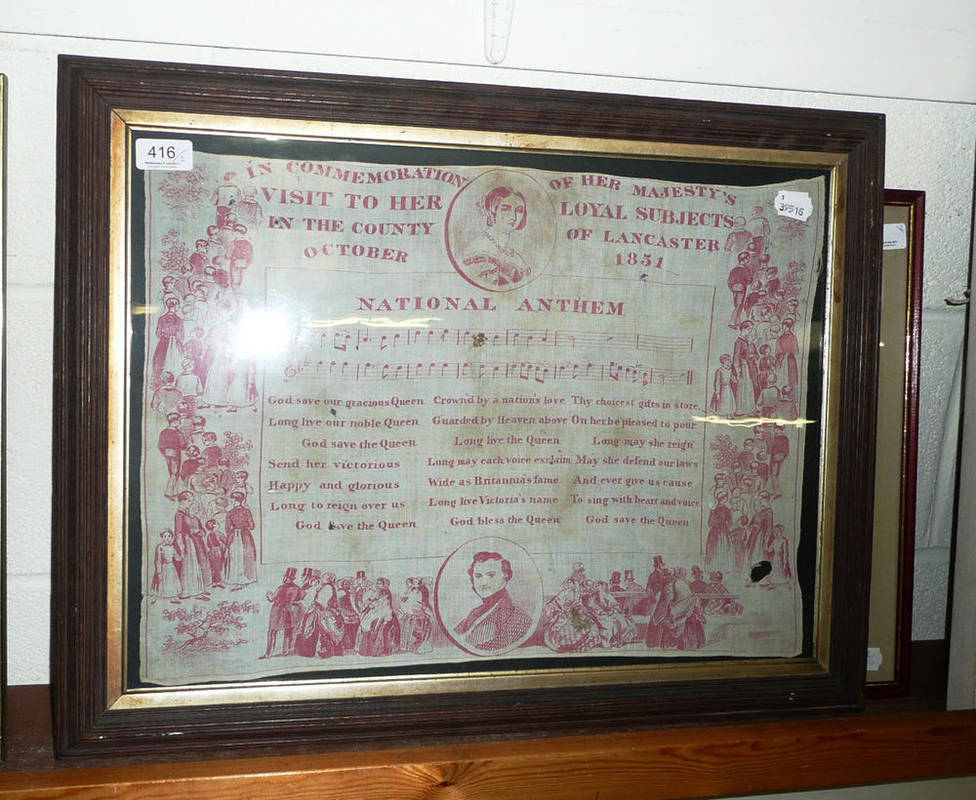 416
1
39516
IN COMMEMORATION OF HER MAJESTY'S
VISIT TO HER LOYAL SUBJECTS
IN THE COUNTY OF LANCASTER
OCTOBER 1851
NATIONAL ANTHEM
God save our gracious Queen
Long live our noble Queen
God save the Queen
Send her victorious
Happy and glorious
Long to reign over us
God save the Queen
Crown'd by a nation's love
Guarded by Heaven above
Long live the Queen
Long may each voice exclaim
Wide as Britannia's fame
Long live Victoria's name
God bless the Queen
Thy choicest gifts in store
On her be pleased to pour
Long may she reign
May she defend our laws
And ever give us cause
To sing with heart and voice
God save the Queen